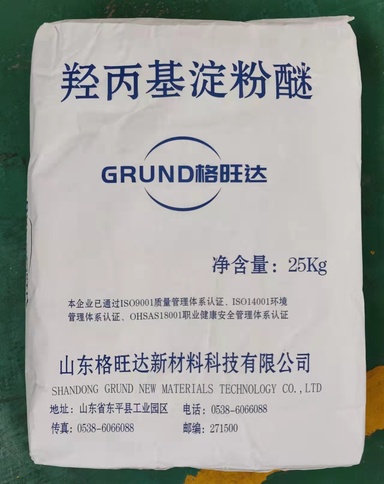 羟丙基淀粉醚
GRUND格旺达
净含量: 25Kg
本企业已通过ISO9001质量管理体系认证、ISO14001环境
管理体系认证、OHSAS18001职业健康安全管理体系认证
山东格旺达新材料科技有限公司
SHANDONG GRUND NEW MATERIALS TECHNOLOGY CO.,LTD
地址: 山东省东平县工业园区 电话: 0538-6066088
传真: 0538-6066088 邮编: 271500